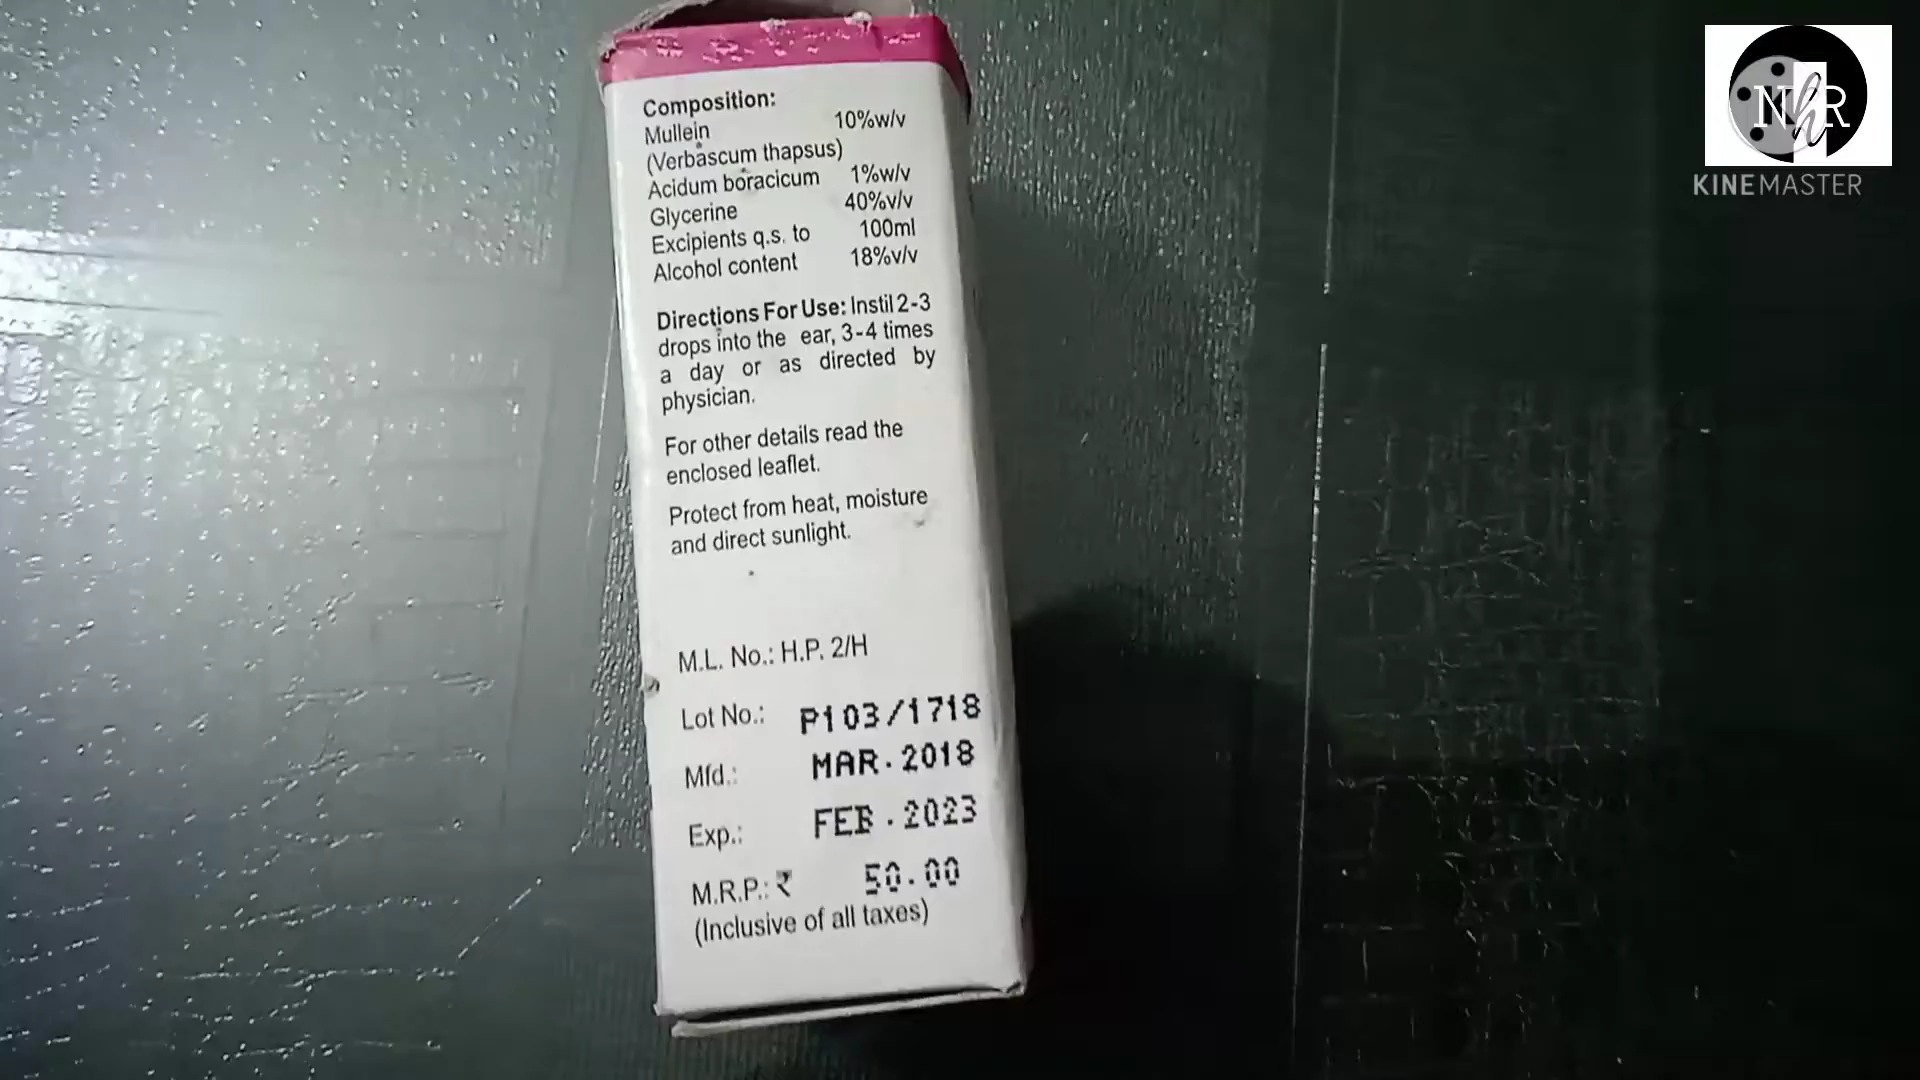 Composition:
Mullein 10%w/v
(Verbascum thapsus)
Acidum boracicum 1%w/v
Glycerine 40%v/v
Excipients q.s. to 100ml
Alcohol content 18%v/v
Directions For Use: Instil 2-3
drops into the ear, 3-4 times
a day or as directed by
physician.
For other details read the
enclosed leaflet.
Protect from heat, moisture
and direct sunlight.
M.L. No.: H.P. 2/H
Lot No.: P103/1718
Mfd.: MAR.2018
Exp.: FEB.2023
M.R.P.: ₹ 50.00
(Inclusive of all taxes)
NhR
KINEMASTER